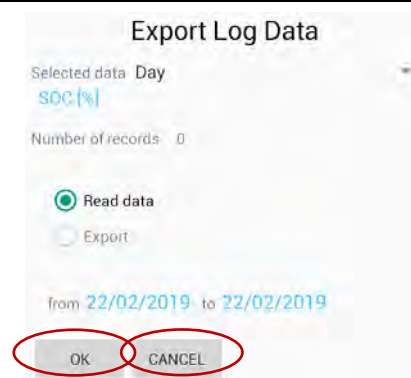 Export Log Data
Selected data Day
SOC [%]
Number of records 0
Read data
Export
from 22/02/2019 to 22/02/2019
OK CANCEL